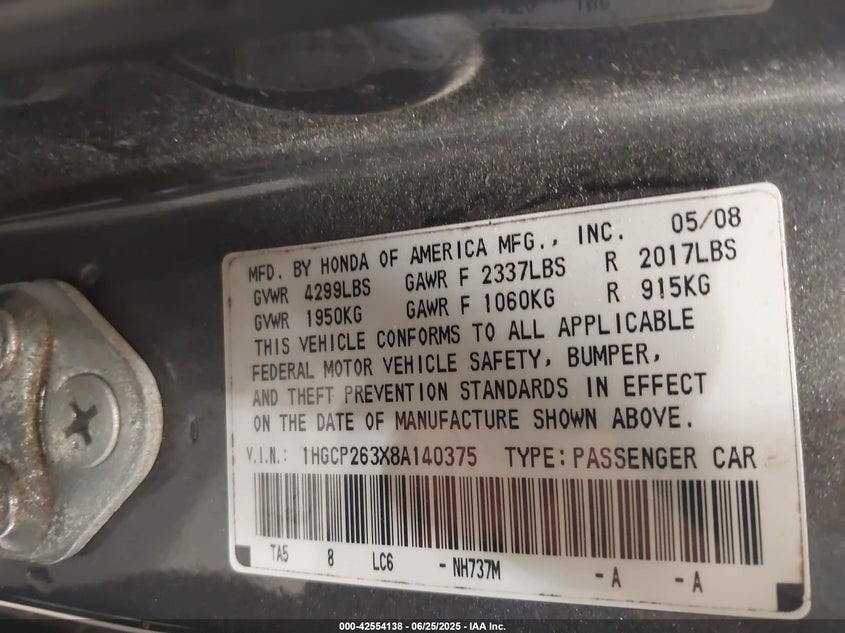 MFD. BY HONDA OF AMERICA MFG., INC. 05/08
GVWR 4299LBS GAWR F 2337LBS R 2017LBS
GVWR 1950KG GAWR F 1060KG R 915KG
THIS VEHICLE CONFORMS TO ALL APPLICABLE
FEDERAL MOTOR VEHICLE SAFETY, BUMPER,
AND THEFT PREVENTION STANDARDS IN EFFECT
ON THE DATE OF MANUFACTURE SHOWN ABOVE.
V.I.N.: 1HGCP263X8A140375 TYPE: PASSENGER CAR
TA5 8 LC6 - NH737M - A - A
000-42554138 - 06/25/2025 - IAA Inc.